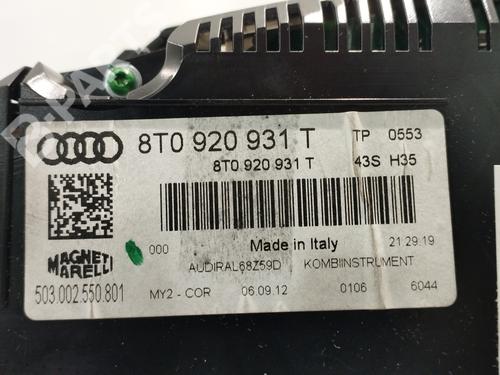 8T0 920 931 T TP 0553
8T0 920 931 T 43S H35
000 Made in Italy 21:29:19
MAGNETI MARELLI
AUDIRAL68Z59D KOMBIINSTRUMENT
503.002.550.801 MY2 - COR 06.09.12 0106 6044